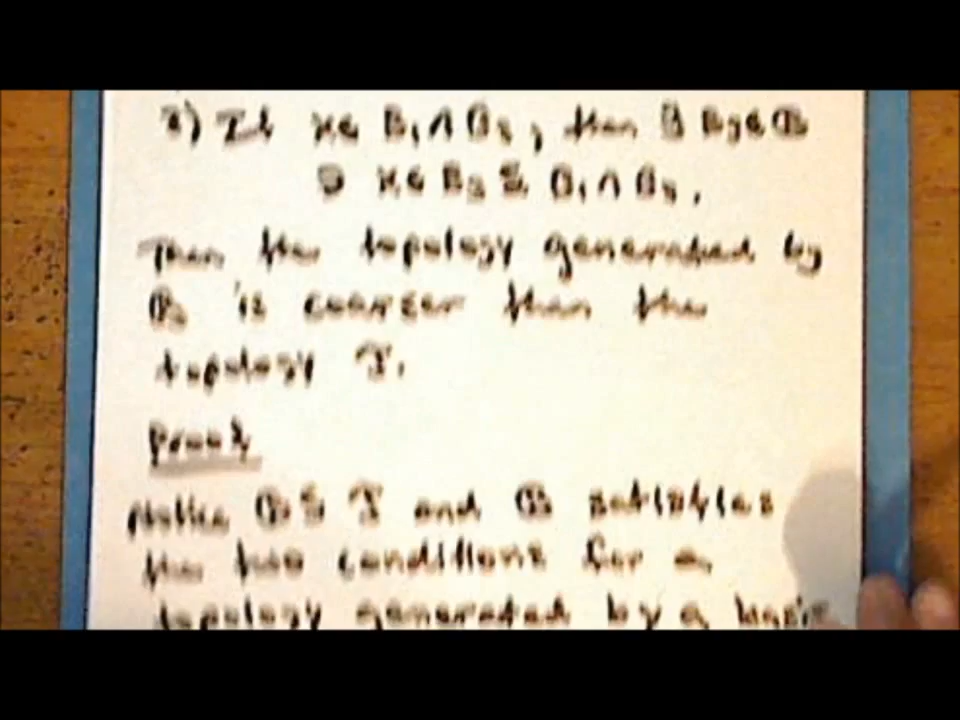 2) If x∈ B₁∩B₂, then ∃ B₃∈ℬ
∋ x∈B₃⊆ B₁∩B₂.
Then the topology generated by
ℬ is coarser than the
topology 𝒯.
Proof
Notice ℬ⊆ 𝒯 and ℬ satisfies
the two conditions for a
topology generated by a basis